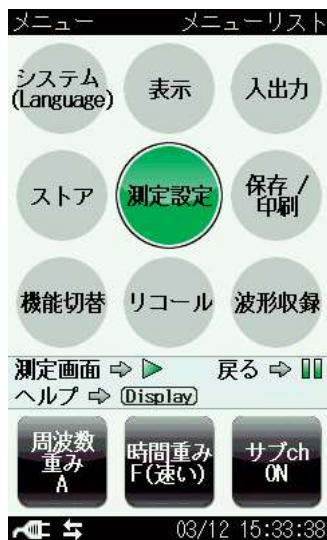 メニュー メニューリスト
システム
(Language)
表示
入出力
ストア
測定設定
保存 /
印刷
機能切替
リコール
波形収録
測定画面 ⇨ ▷ 戻る ⇨ ▯▯
ヘルプ ⇨ (Display)
周波数
重み
A
時間重み
F(速い)
サブch
ON
03/12 15:33:38